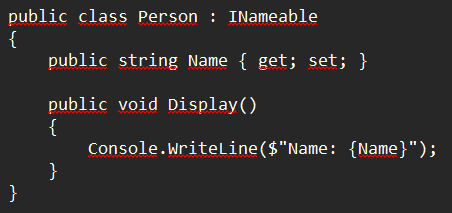 public class Person : INameable
{
    public string Name { get; set; }

    public void Display()
    {
        Console.WriteLine($"Name: {Name}");
    }
}